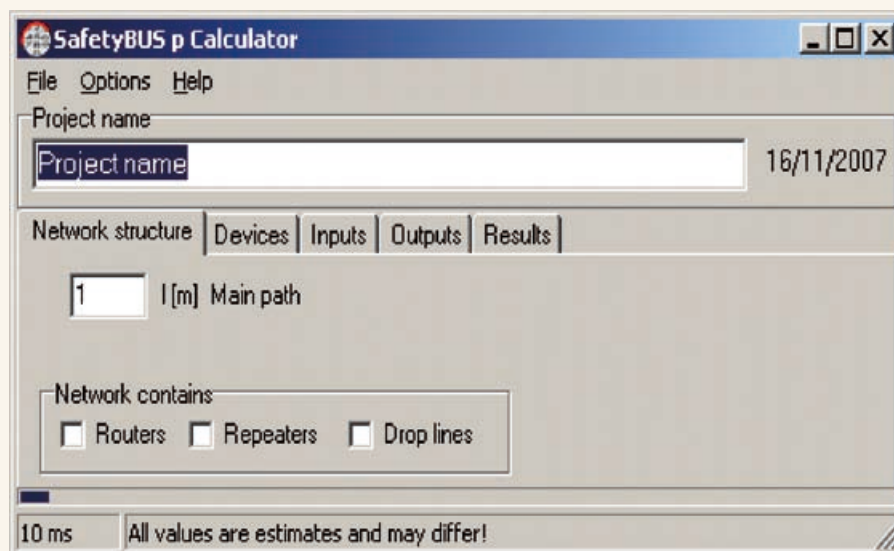 SafetyBUS p Calculator
File Options Help
Project name
Project name 16/11/2007
Network structure Devices Inputs Outputs Results
1 l [m] Main path
Network contains
Routers Repeaters Drop lines
10 ms All values are estimates and may differ!